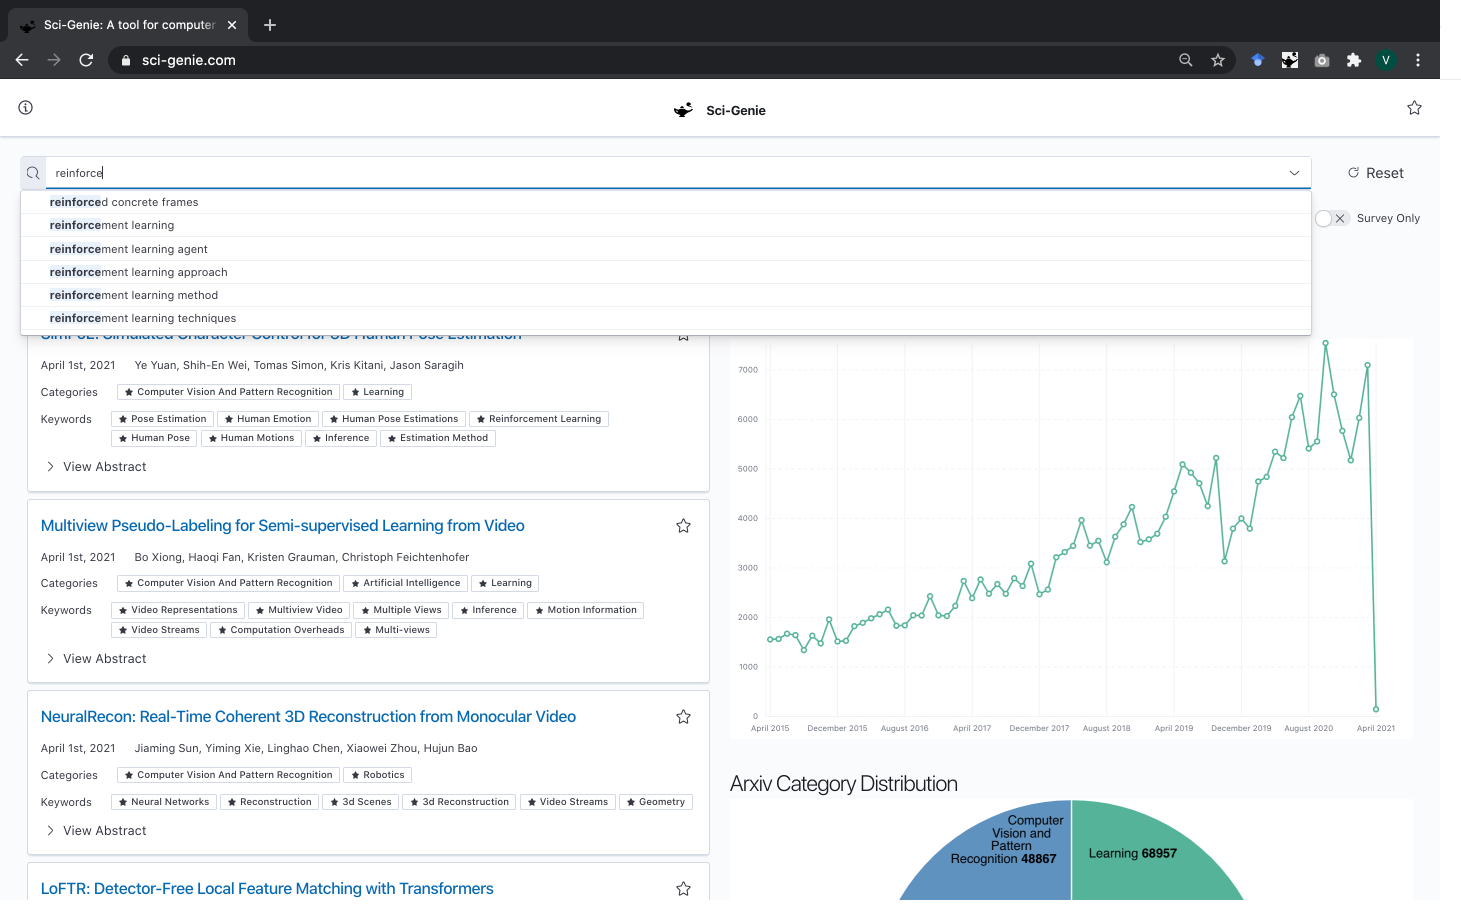 Sci-Genie: A tool for computer
sci-genie.com
V
Sci-Genie
reinforce
Reset
reinforced concrete frames
reinforcement learning
reinforcement learning agent
reinforcement learning approach
reinforcement learning method
reinforcement learning techniques
Survey Only
April 1st, 2021 Ye Yuan, Shih-En Wei, Tomas Simon, Kris Kitani, Jason Saragih
Categories Computer Vision And Pattern Recognition Learning
Keywords Pose Estimation Human Emotion Human Pose Estimations Reinforcement Learning
Human Pose Human Motions Inference Estimation Method
View Abstract
Multiview Pseudo-Labeling for Semi-supervised Learning from Video
April 1st, 2021 Bo Xiong, Haoqi Fan, Kristen Grauman, Christoph Feichtenhofer
Categories Computer Vision And Pattern Recognition Artificial Intelligence Learning
Keywords Video Representations Multiview Video Multiple Views Inference Motion Information
Video Streams Computation Overheads Multi-views
View Abstract
NeuralRecon: Real-Time Coherent 3D Reconstruction from Monocular Video
April 1st, 2021 Jiaming Sun, Yiming Xie, Linghao Chen, Xiaowei Zhou, Hujun Bao
Categories Computer Vision And Pattern Recognition Robotics
Keywords Neural Networks Reconstruction 3d Scenes 3d Reconstruction Video Streams Geometry
View Abstract
LoFTR: Detector-Free Local Feature Matching with Transformers
7000
6000
5000
4000
3000
2000
1000
0
April 2015 December 2015 August 2016 April 2017 December 2017 August 2018 April 2019 December 2019 August 2020 April 2021
Arxiv Category Distribution
Computer
Vision and
Pattern
Recognition 48867
Learning 68957